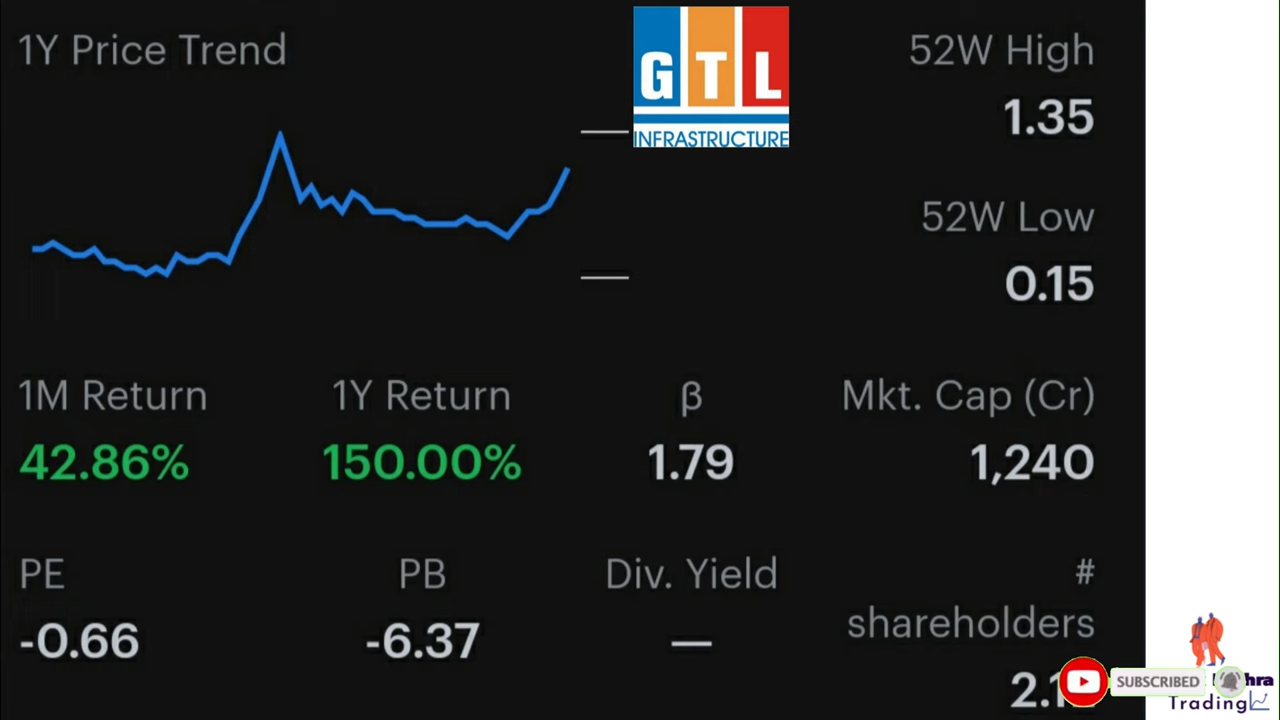 1Y Price Trend
GTL
INFRASTRUCTURE
52W High
1.35
52W Low
0.15
1M Return
42.86%
1Y Return
150.00%
β
1.79
Mkt. Cap (Cr)
1,240
PE
-0.66
PB
-6.37
Div. Yield
—
#
shareholders
SUBSCRIBED
Trading